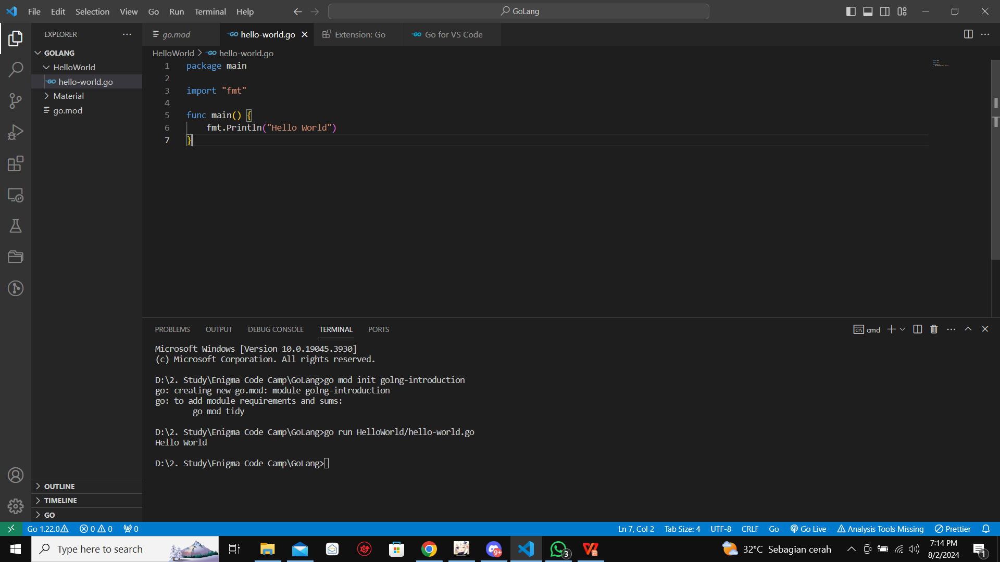 File Edit Selection View Go Run Terminal Help
GoLang
EXPLORER
go.mod
hello-world.go
Extension: Go
Go for VS Code
GOLANG
HelloWorld
hello-world.go
Material
go.mod
HelloWorld > hello-world.go
1 package main
2
3 import "fmt"
4
5 func main() {
6 fmt.Println("Hello World")
7 }
PROBLEMS OUTPUT DEBUG CONSOLE TERMINAL PORTS
cmd
Microsoft Windows [Version 10.0.19045.3930]
(c) Microsoft Corporation. All rights reserved.
D:\2. Study\Enigma Code Camp\GoLang>go mod init golng-introduction
go: creating new go.mod: module golng-introduction
go: to add module requirements and sums:
go mod tidy
D:\2. Study\Enigma Code Camp\GoLang>go run HelloWorld/hello-world.go
Hello World
D:\2. Study\Enigma Code Camp\GoLang>
OUTLINE
TIMELINE
GO
Go 1.22.0 0 0 0
Ln 7, Col 2 Tab Size: 4 UTF-8 CRLF Go Go Live Analysis Tools Missing Prettier
Type here to search
9+
3
32°C Sebagian cerah
7:14 PM
8/2/2024
1